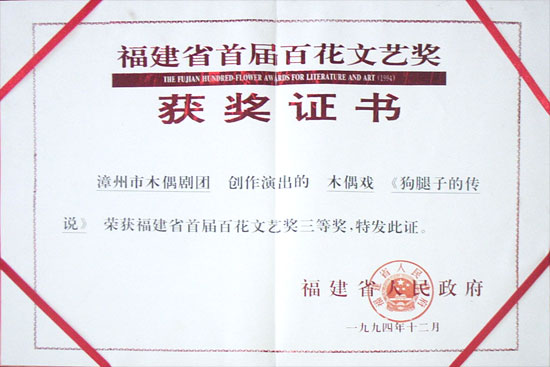 福建省首届百花文艺奖
THE FUJIAN HUNDRED-FLOWER AWARDS FOR LITERATURE AND ART (1994)
获奖证书
漳州市木偶剧团 创作演出的 木偶戏 《狗腿子的传
说》 荣获福建省首届百花文艺奖三等奖,特发此证。
福建省人民政府
一九九四年十二月